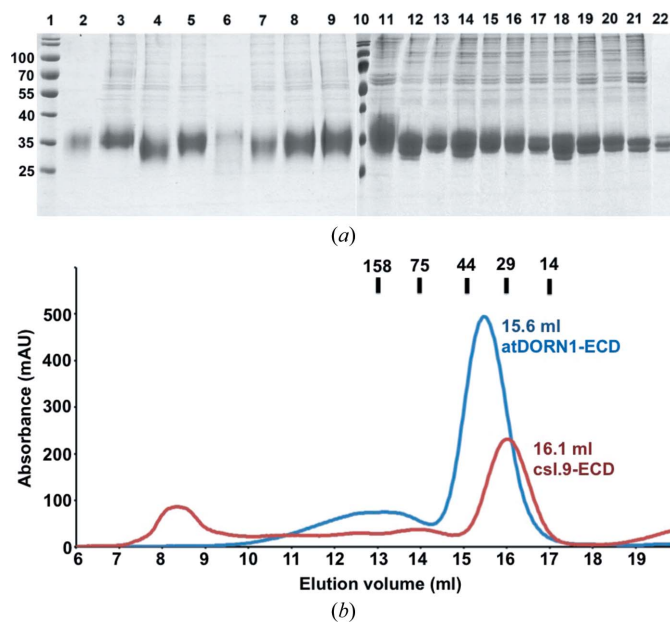 1 2 3 4 5 6 7 8 9 10 11 12 13 14 15 16 17 18 19 20 21 22
100
70
55
40
35
25
(a)
158 75 44 29 14
500
400
300
200
100
0
Absorbance (mAU)
15.6 ml
atDORN1-ECD
16.1 ml
csI.9-ECD
6 7 8 9 10 11 12 13 14 15 16 17 18 19
Elution volume (ml)
(b)